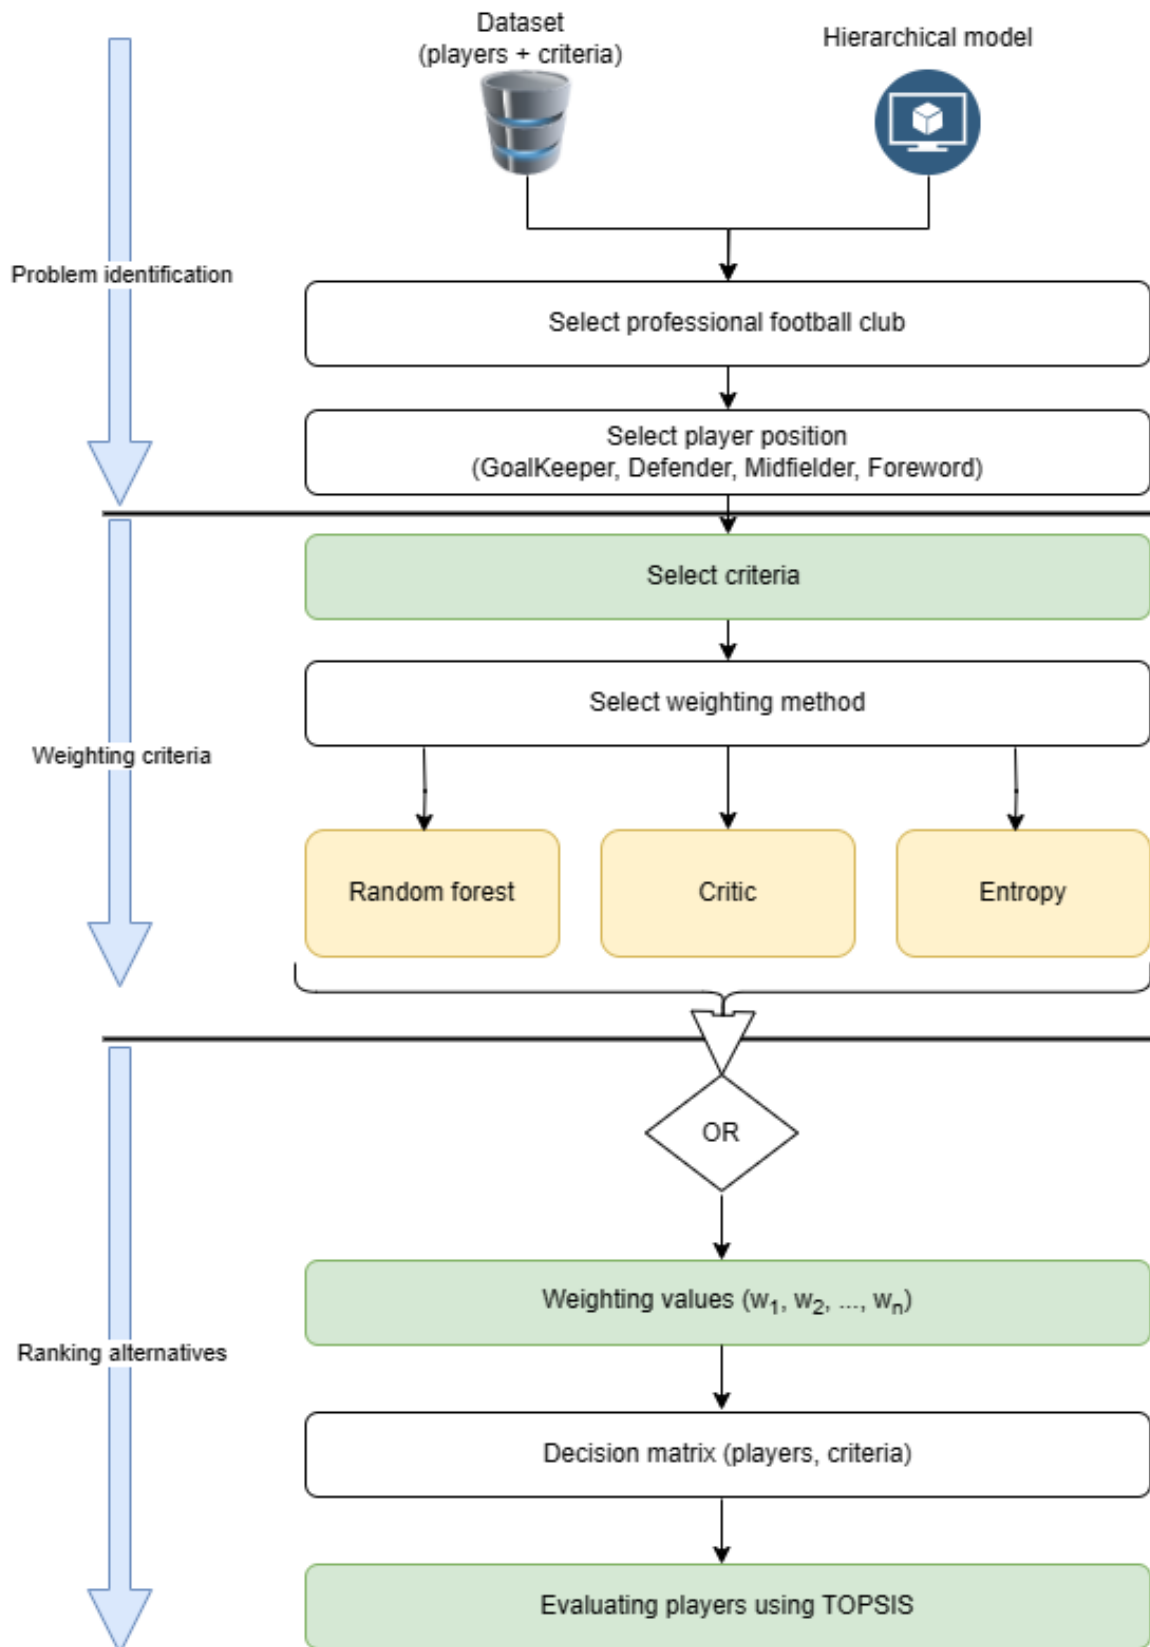 Dataset
(players + criteria)
Hierarchical model
Problem identification
Select professional football club
Select player position
(GoalKeeper, Defender, Midfielder, Foreword)
Select criteria
Select weighting method
Weighting criteria
Random forest
Critic
Entropy
OR
Weighting values (w₁, w₂, ..., wₙ)
Ranking alternatives
Decision matrix (players, criteria)
Evaluating players using TOPSIS